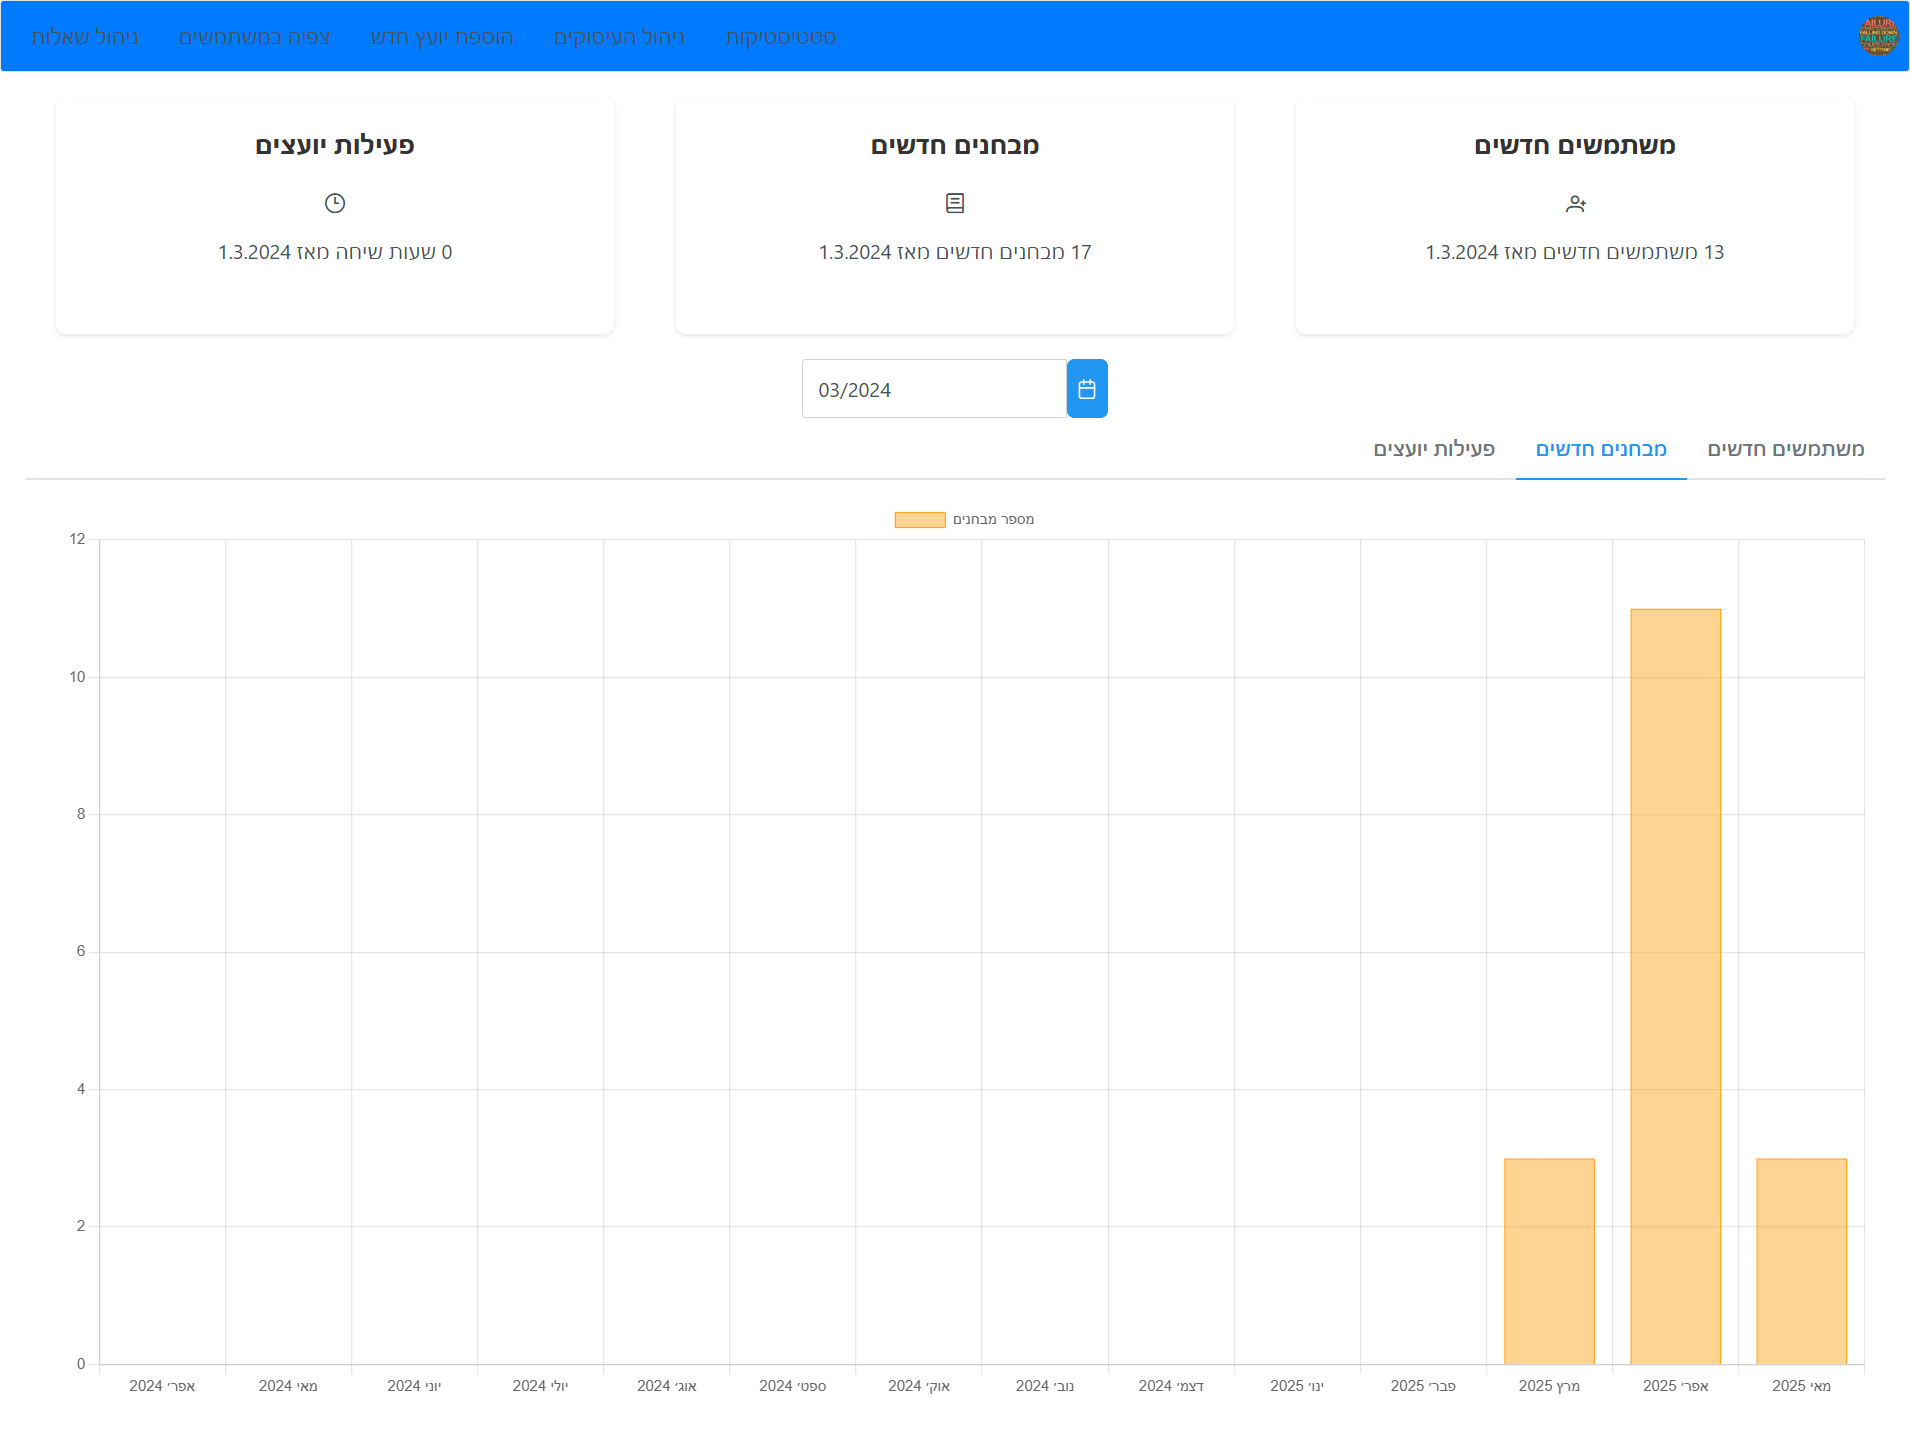 סטטיסטיקות
ניהול העיסוקים
הוספת יועץ חדש
צפיה במשתמשים
ניהול שאלות
FAILURE
FALLING DOWN
FAILURE
משתמשים חדשים
13 משתמשים חדשים מאז 1.3.2024
מבחנים חדשים
17 מבחנים חדשים מאז 1.3.2024
פעילות יועצים
0 שעות שיחה מאז 1.3.2024
03/2024
משתמשים חדשים
מבחנים חדשים
פעילות יועצים
מספר מבחנים
12
10
8
6
4
2
0
אפר׳ 2024
מאי 2024
יוני 2024
יולי 2024
אוג׳ 2024
ספט׳ 2024
אוק׳ 2024
נוב׳ 2024
דצמ׳ 2024
ינו׳ 2025
פבר׳ 2025
מרץ 2025
אפר׳ 2025
מאי 2025